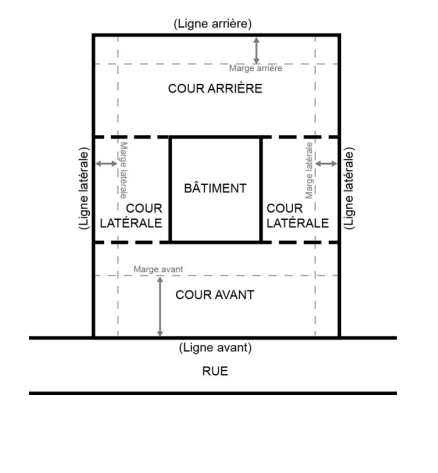 (Ligne arrière)
Marge arrière
COUR ARRIÈRE
(Ligne latérale)
Marge latérale
COUR
LATÉRALE
BÂTIMENT
Marge latérale
COUR
LATÉRALE
(Ligne latérale)
Marge avant
COUR AVANT
(Ligne avant)
RUE